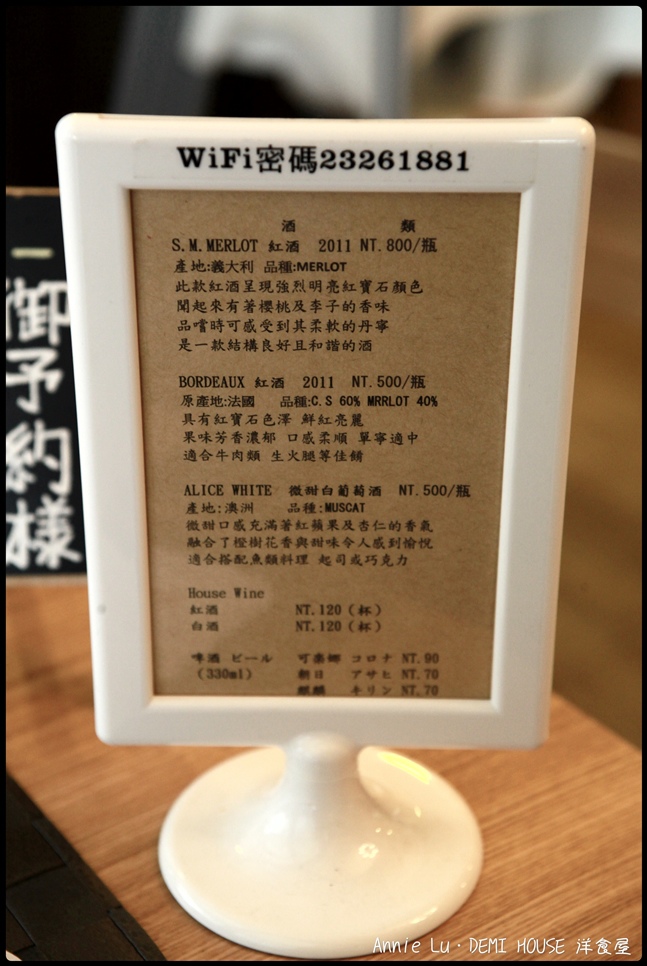 WiFi密碼23261881
酒 類
S.M.MERLOT 紅酒 2011 NT.800/瓶
產地:義大利 品種:MERLOT
此款紅酒呈現強烈明亮紅寶石顏色
聞起來有著櫻桃及李子的香味
品嚐時可感受到其柔軟的丹寧
是一款結構良好且和諧的酒
BORDEAUX 紅酒 2011 NT.500/瓶
原產地:法國 品種:C.S 60% MRRLOT 40%
具有紅寶石色澤 鮮紅亮麗
果味芳香濃郁 口感柔順 單寧適中
適合牛肉類 生火腿等佳餚
ALICE WHITE 微甜白葡萄酒 NT.500/瓶
產地:澳洲 品種:MUSCAT
微甜口感充滿著紅蘋果及杏仁的香氣
融合了橙樹花香與甜味令人感到愉悅
適合搭配魚類料理 起司或巧克力
House Wine
紅酒 NT.120(杯)
白酒 NT.120(杯)
啤酒 ビール 可樂娜 コロナ NT.90
(330ml) 朝日 アサヒ NT.70
麒麟 キリン NT.70
御予約様
Annie Lu·DEMI HOUSE 洋食屋